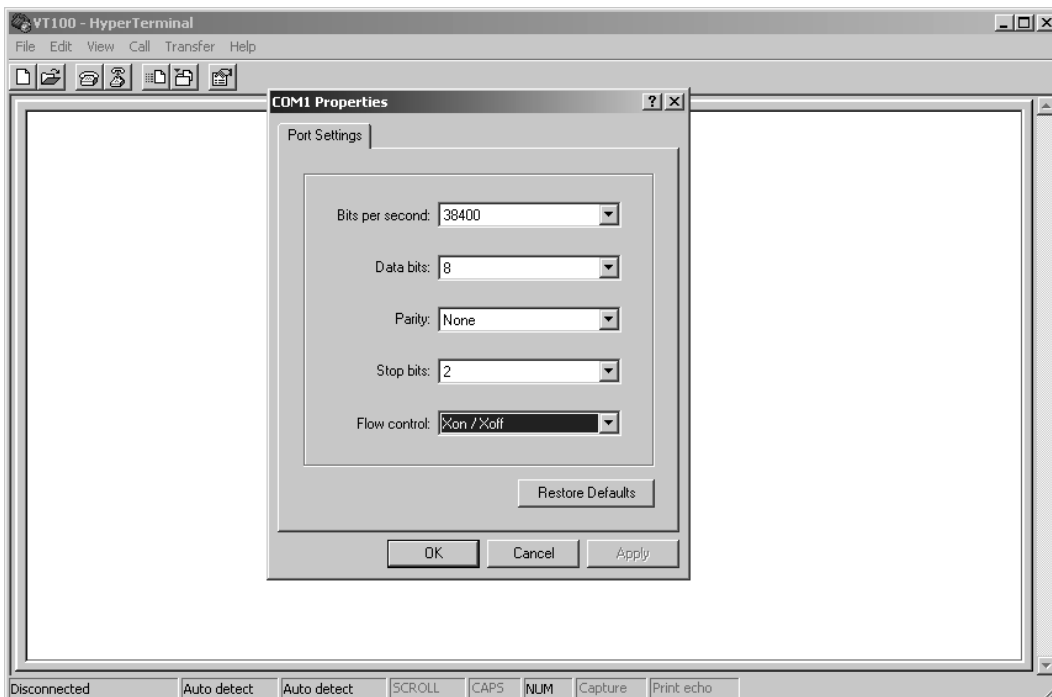 VT100 - HyperTerminal
File Edit View Call Transfer Help
COM1 Properties
Port Settings
Bits per second: 38400
Data bits: 8
Parity: None
Stop bits: 2
Flow control: Xon / Xoff
Restore Defaults
OK Cancel Apply
Disconnected Auto detect Auto detect SCROLL CAPS NUM Capture Print echo